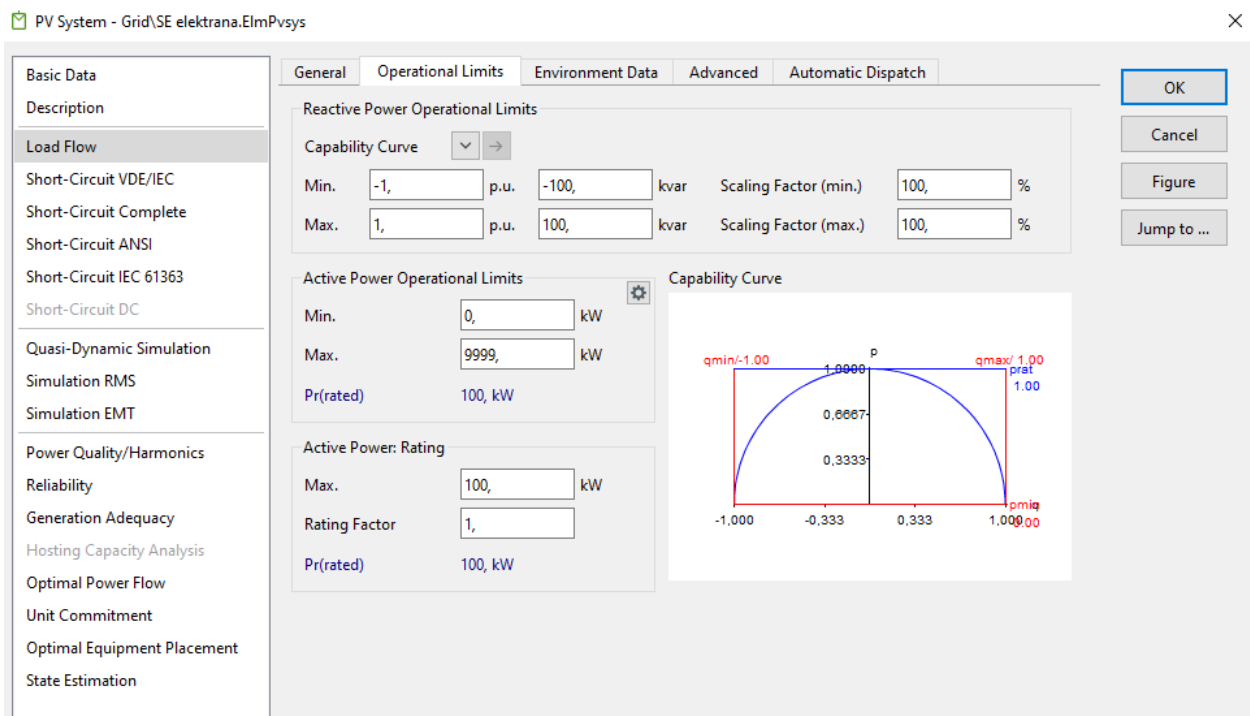 PV System - Grid\SE elektrana.ElmPvsys
Basic Data
Description
Load Flow
Short-Circuit VDE/IEC
Short-Circuit Complete
Short-Circuit ANSI
Short-Circuit IEC 61363
Short-Circuit DC
Quasi-Dynamic Simulation
Simulation RMS
Simulation EMT
Power Quality/Harmonics
Reliability
Generation Adequacy
Hosting Capacity Analysis
Optimal Power Flow
Unit Commitment
Optimal Equipment Placement
State Estimation
General Operational Limits Environment Data Advanced Automatic Dispatch
Reactive Power Operational Limits
Capability Curve
Min. -1, p.u. -100, kvar Scaling Factor (min.) 100, %
Max. 1, p.u. 100, kvar Scaling Factor (max.) 100, %
Active Power Operational Limits
Min. 0, kW
Max. 9999, kW
Pr(rated) 100, kW
Active Power: Rating
Max. 100, kW
Rating Factor 1,
Pr(rated) 100, kW
Capability Curve
p
qmin/-1.00 qmax/ 1.00
1,0000 prat
1.00
0,6667
0,3333
q
-1,000 -0,333 0,333 1,000
OK
Cancel
Figure
Jump to ...